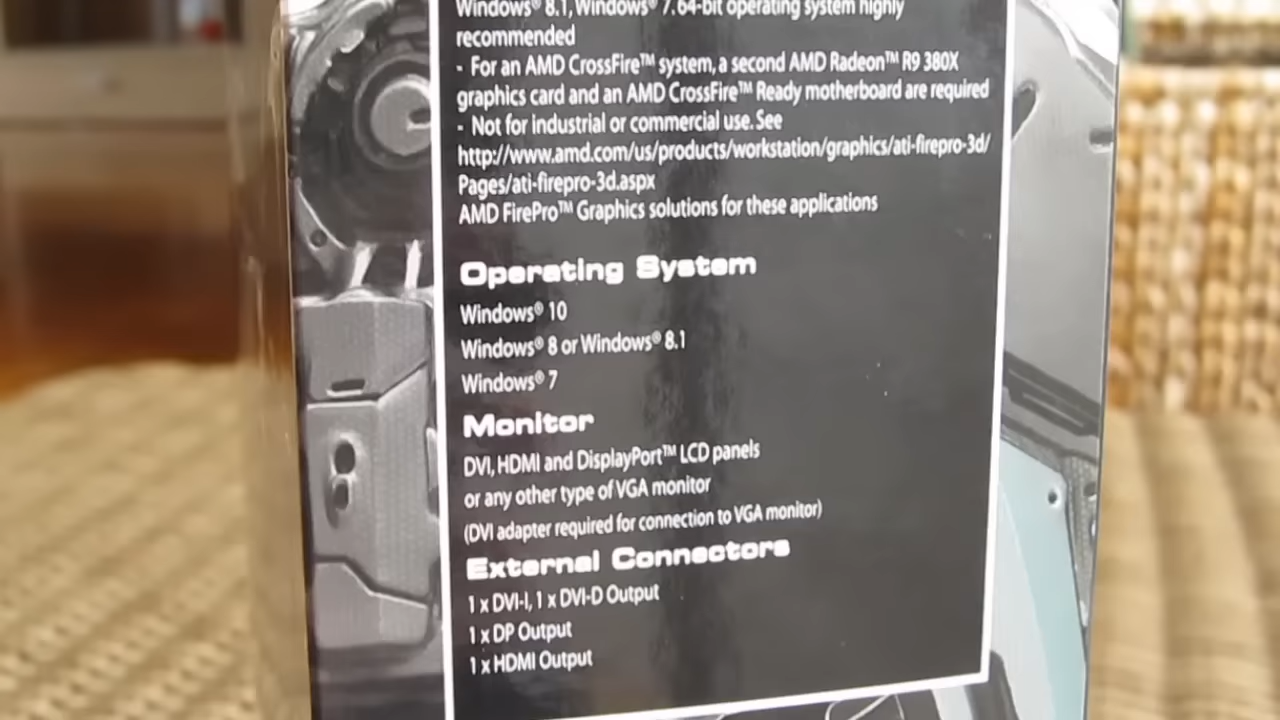 Windows® 8.1, Windows® 7. 64-bit operating system highly
recommended
- For an AMD CrossFire™ system, a second AMD Radeon™ R9 380X
graphics card and an AMD CrossFire™ Ready motherboard are required
- Not for industrial or commercial use. See
http://www.amd.com/us/products/workstation/graphics/ati-firepro-3d/
Pages/ati-firepro-3d.aspx
AMD FirePro™ Graphics solutions for these applications
Operating System
Windows® 10
Windows® 8 or Windows® 8.1
Windows® 7
Monitor
DVI, HDMI and DisplayPort™ LCD panels
or any other type of VGA monitor
(DVI adapter required for connection to VGA monitor)
External Connectors
1 x DVI-I, 1 x DVI-D Output
1 x DP Output
1 x HDMI Output